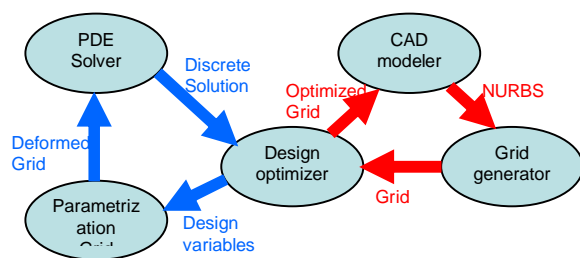 PDE
Solver
Discrete
Solution
CAD
modeler
Optimized
Grid
NURBS
Deformed
Grid
Design
optimizer
Grid
generator
Grid
Parametriz
ation
Grid
Design
variables